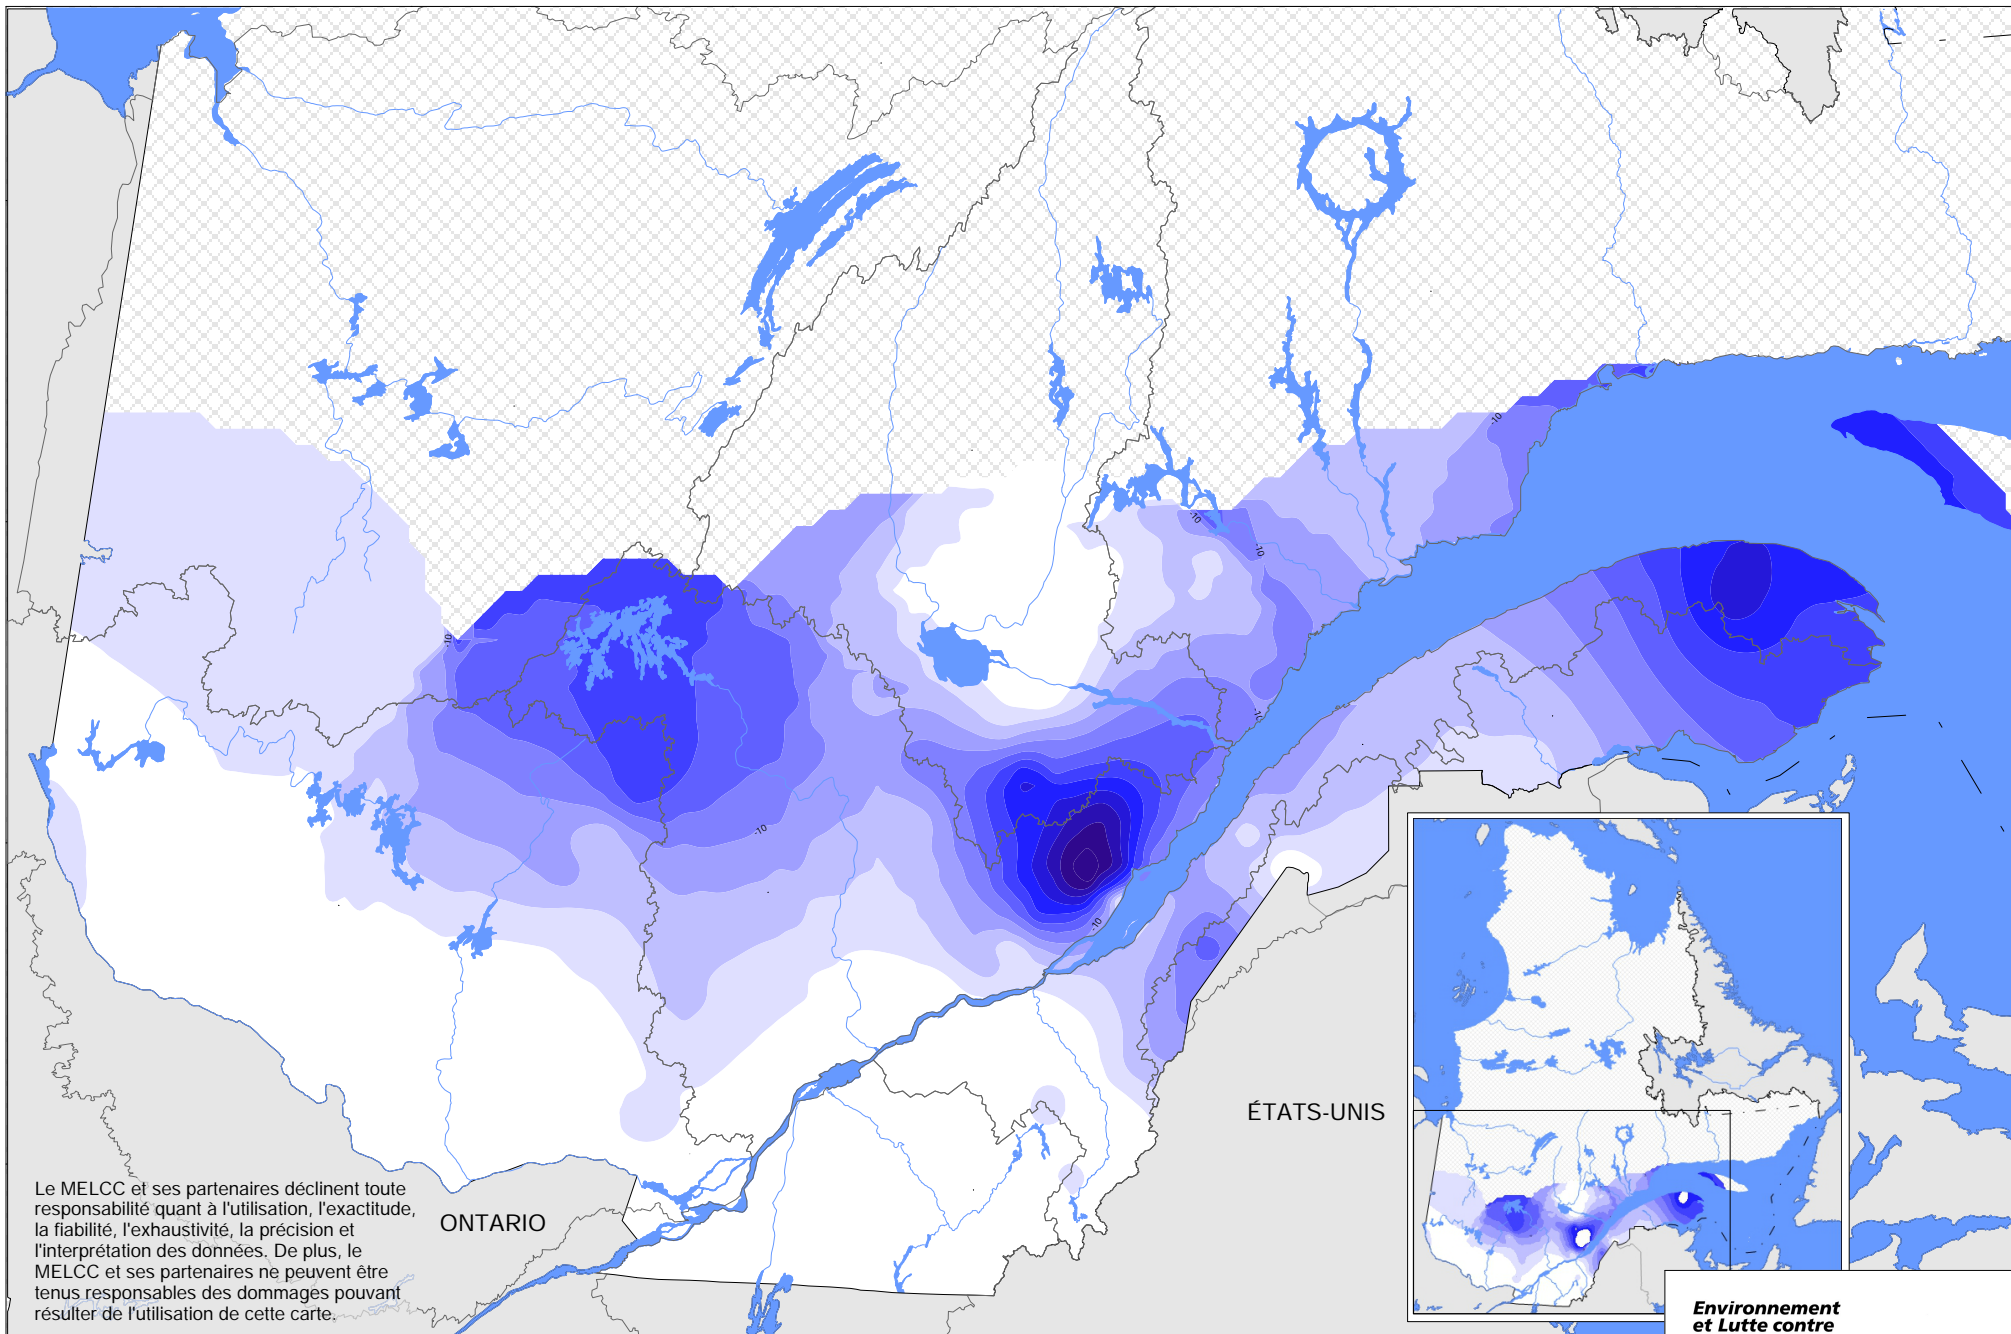 -10
-10
-10
-10
-10
-10
-10
ÉTATS-UNIS
ONTARIO
Le MELCC et ses partenaires déclinent toute
responsabilité quant à l'utilisation, l'exactitude,
la fiabilité, l'exhaustivité, la précision et
l'interprétation des données. De plus, le
MELCC et ses partenaires ne peuvent être
tenus responsables des dommages pouvant
résulter de l'utilisation de cette carte.
Environnement
et Lutte contre